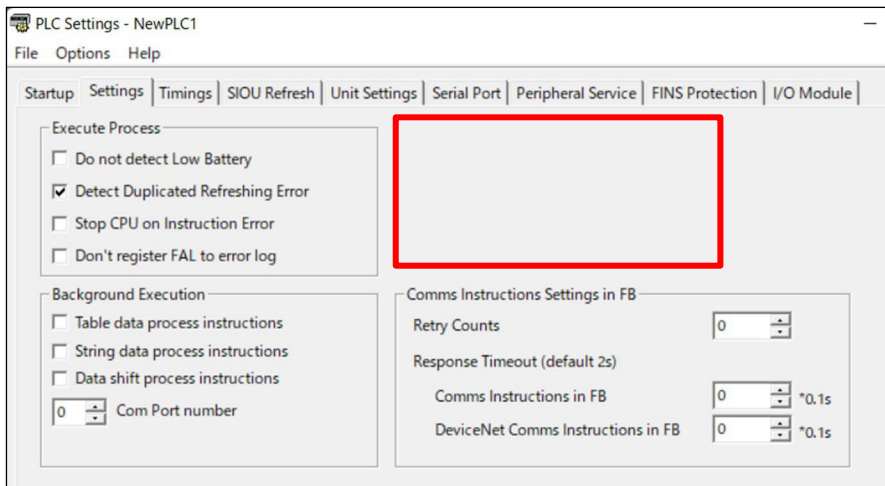 PLC Settings - NewPLC1
File Options Help
Startup Settings Timings SIOU Refresh Unit Settings Serial Port Peripheral Service FINS Protection I/O Module
Execute Process
Do not detect Low Battery
Detect Duplicated Refreshing Error
Stop CPU on Instruction Error
Don't register FAL to error log
Background Execution
Table data process instructions
String data process instructions
Data shift process instructions
0 Com Port number
Comms Instructions Settings in FB
Retry Counts 0
Response Timeout (default 2s)
Comms Instructions in FB 0 *0.1s
DeviceNet Comms Instructions in FB 0 *0.1s